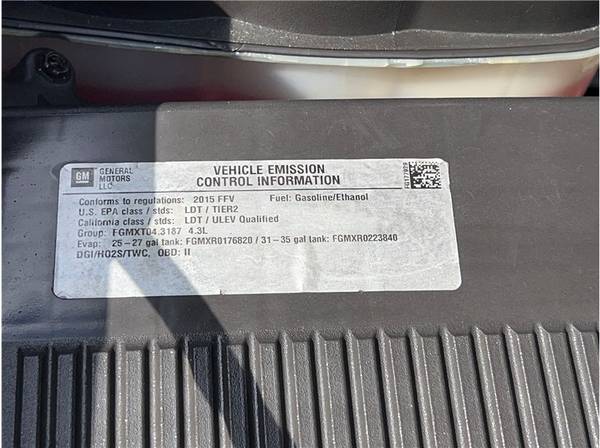 GM
GENERAL MOTORS LLC
VEHICLE EMISSION
CONTROL INFORMATION
Conforms to regulations: 2015 FFV Fuel: Gasoline/Ethanol
U.S. EPA class / stds: LDT / TIER2
California class / stds: LDT / ULEV Qualified
Group: FGMXT04.3187 4.3L
Evap: 25-27 gal tank: FGMXR0176820 / 31-35 gal tank: FGMXR0223840
DGI/HO2S/TWC, OBD: II